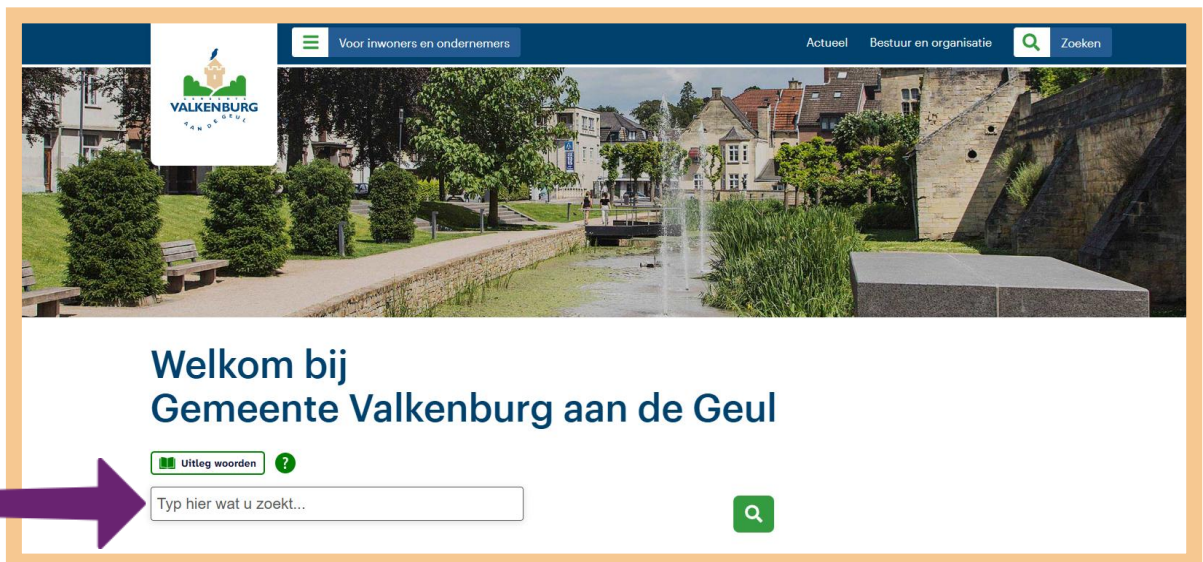 Voor inwoners en ondernemers
Actueel
Bestuur en organisatie
Zoeken
GEMEENTE
VALKENBURG
AAN DE GEUL
Welkom bij
Gemeente Valkenburg aan de Geul
Uitleg woorden
?
Typ hier wat u zoekt...